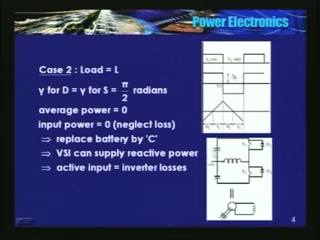 Power Electronics
Case 2 : Load = L
γ for D = γ for S = π/2 radians
average power = 0
input power = 0 (neglect loss)
⇒ replace battery by 'C'
⇒ VSI can supply reactive power
⇒ active input = inverter losses
4